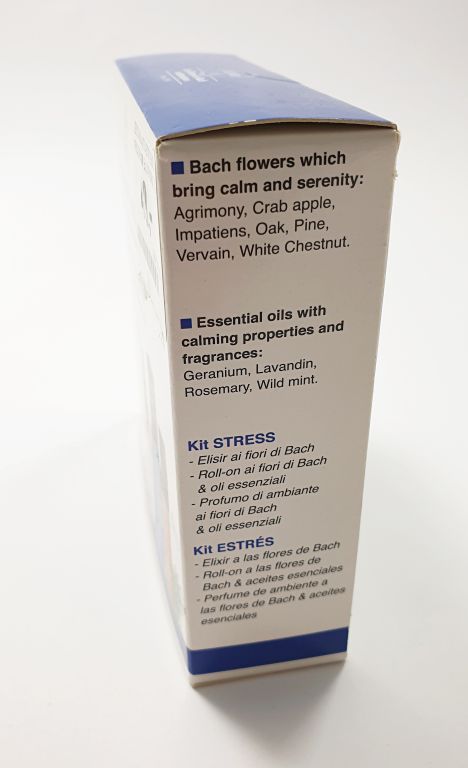 ■ Bach flowers which
bring calm and serenity:
Agrimony, Crab apple,
Impatiens, Oak, Pine,
Vervain, White Chestnut.
■ Essential oils with
calming properties and
fragrances:
Geranium, Lavandin,
Rosemary, Wild mint.
Kit STRESS
- Elisir ai fiori di Bach
- Roll-on ai fiori di Bach
& oli essenziali
- Profumo di ambiante
ai fiori di Bach
& oli essenziali
Kit ESTRÉS
- Elixir a las flores de Bach
- Roll-on a las flores de
Bach & aceites esenciales
- Perfume de ambiente a
las flores de Bach & aceites
esenciales